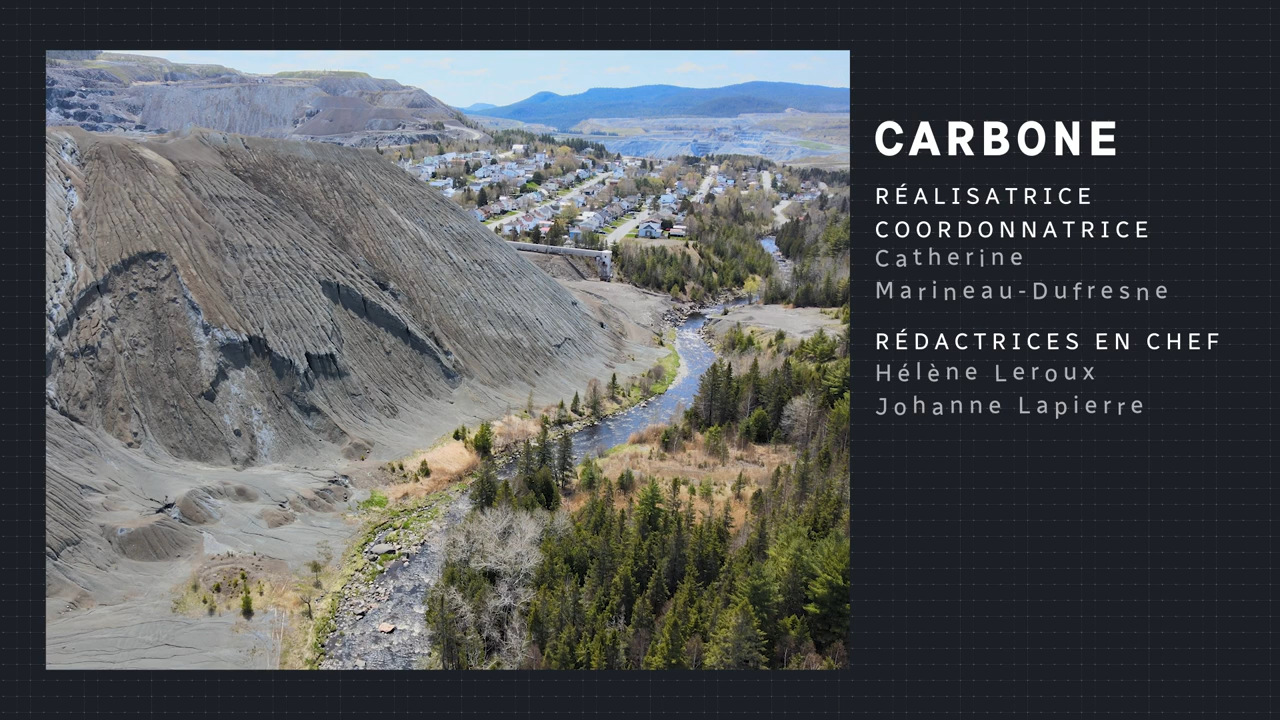 CARBONE
RÉALISATRICE
COORDONNATRICE
Catherine
Marineau-Dufresne
RÉDACTRICES EN CHEF
Hélène Leroux
Johanne Lapierre